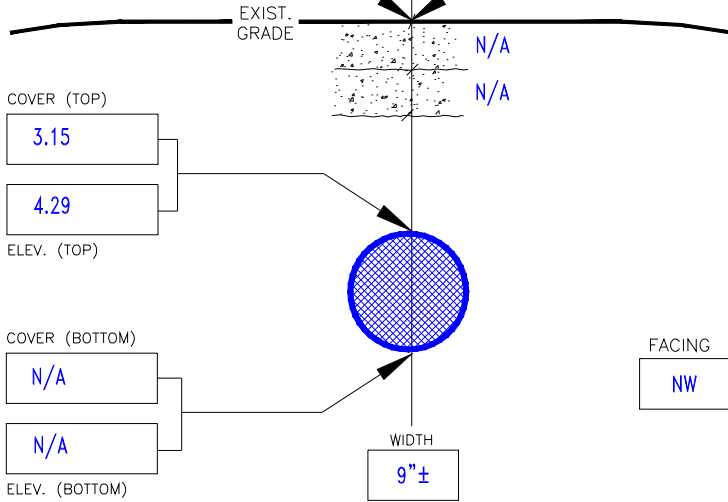 EXIST.
GRADE
N/A
N/A
COVER (TOP)
3.15
4.29
ELEV. (TOP)
COVER (BOTTOM)
N/A
N/A
ELEV. (BOTTOM)
WIDTH
9"±
FACING
NW